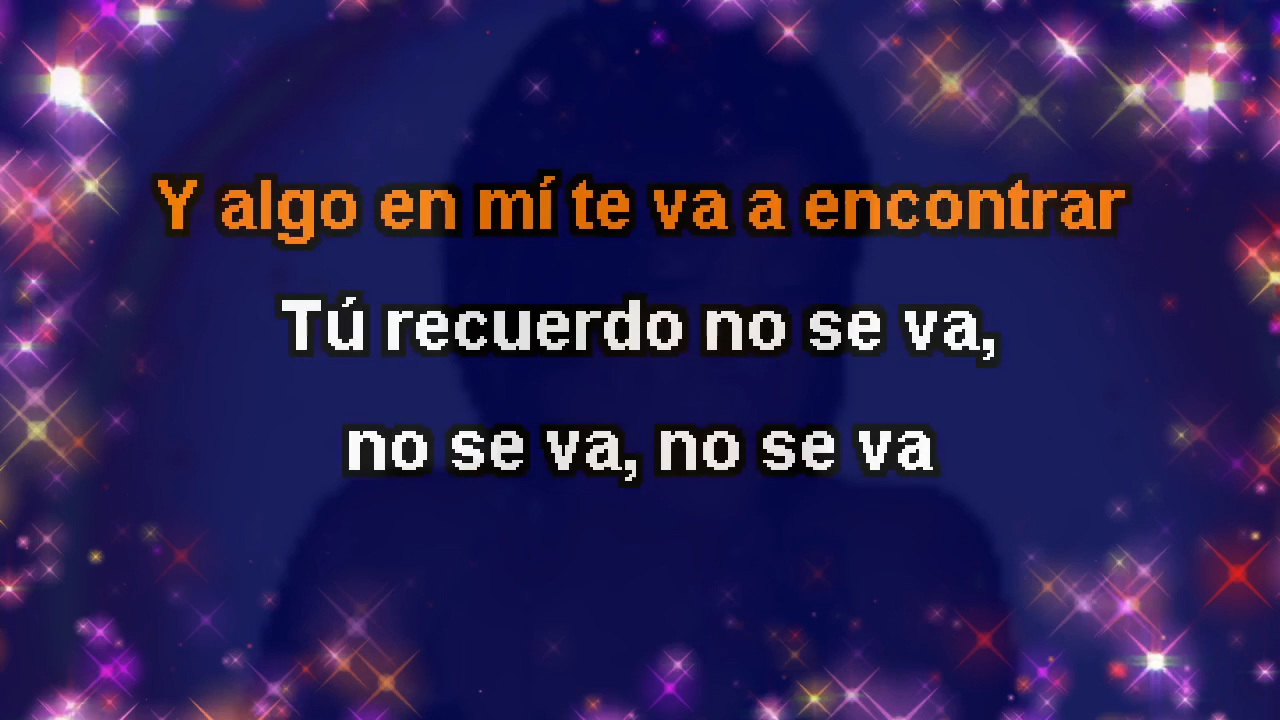 Y algo en mí te va a encontrar
Tú recuerdo no se va,
no se va, no se va